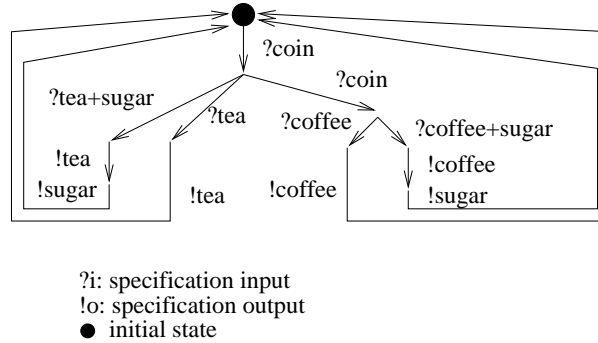 ?coin
?coin
?tea+sugar
?tea
?coffee
?coffee+sugar
!tea
!coffee
!sugar
!tea
!coffee
!sugar
?i: specification input
!o: specification output
initial state